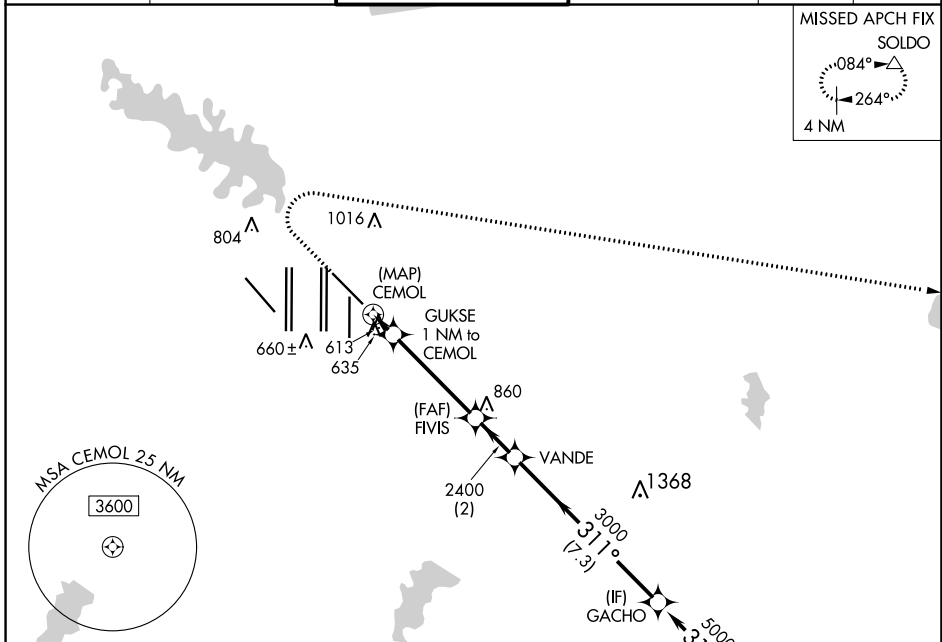 MISSED APCH FIX
SOLDO
084°
264°
4 NM
1016
804
(MAP)
CEMOL
GUKSE
1 NM to
CEMOL
660 ±
613
635
860
(FAF)
FIVIS
VANDE
2400
(2)
1368
MSA CEMOL 25 NM
3600
3000
311°
(7.3)
(IF)
GACHO
5000